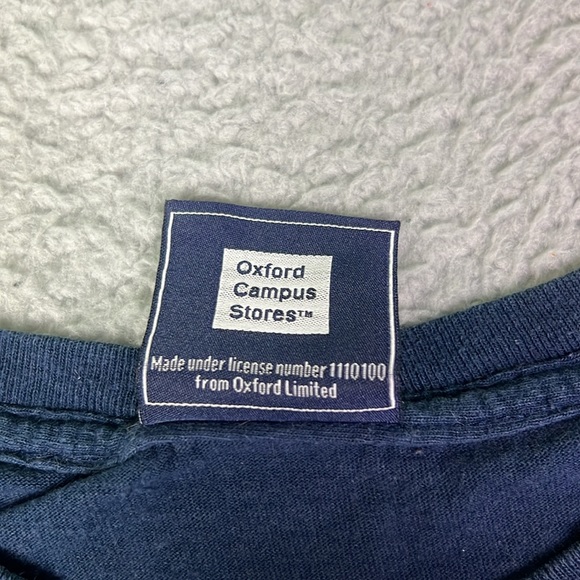 Oxford
Campus
Stores™
Made under license number 1110100
from Oxford Limited